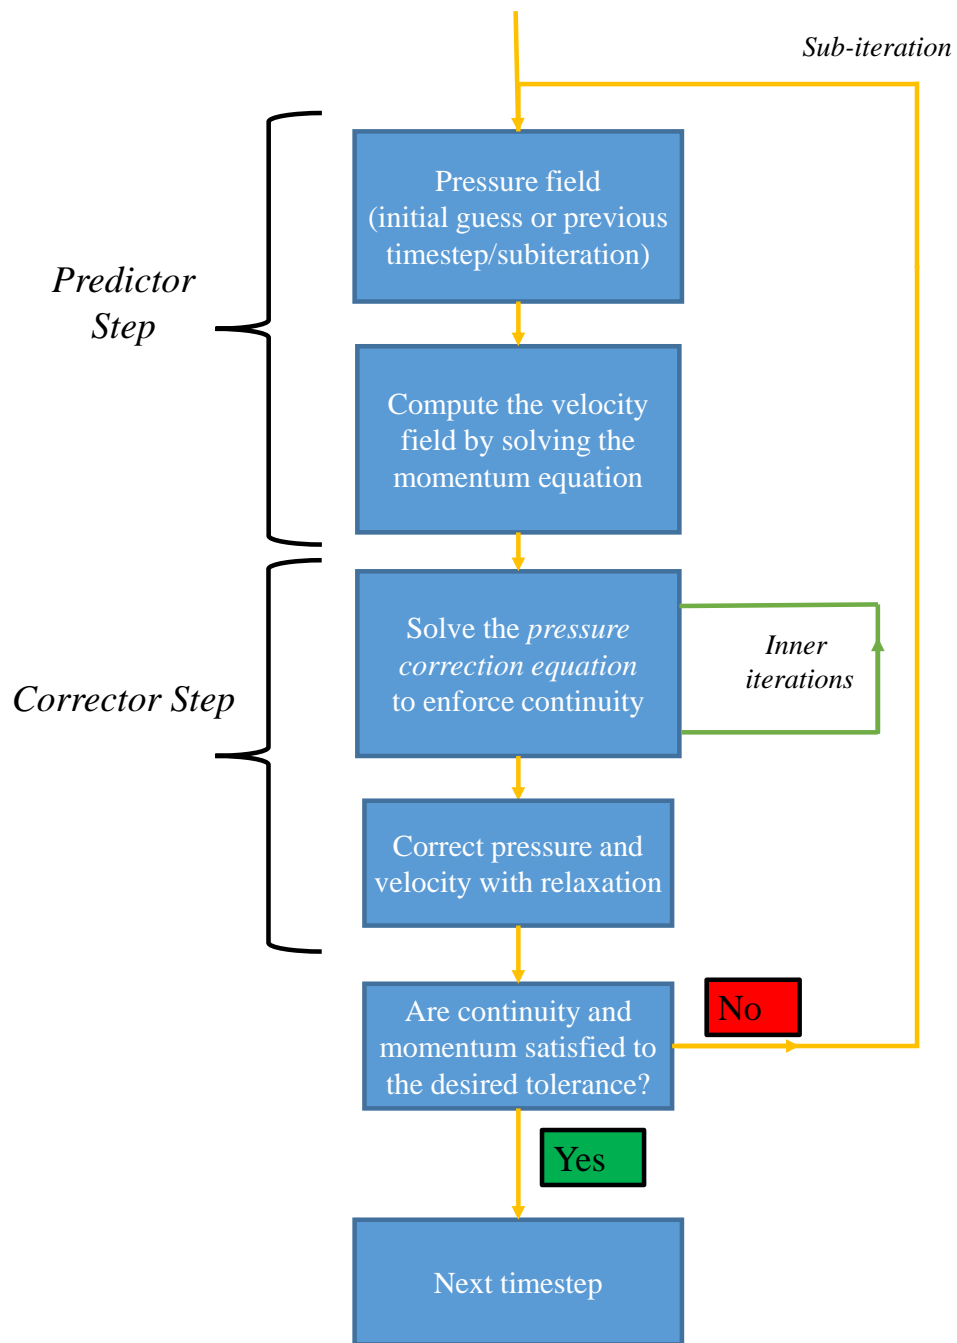 Sub-iteration
Pressure field
(initial guess or previous
timestep/subiteration)
Predictor
Step
Compute the velocity
field by solving the
momentum equation
Solve the pressure
correction equation
to enforce continuity
Inner
iterations
Corrector Step
Correct pressure and
velocity with relaxation
Are continuity and
momentum satisfied to
the desired tolerance?
No
Yes
Next timestep